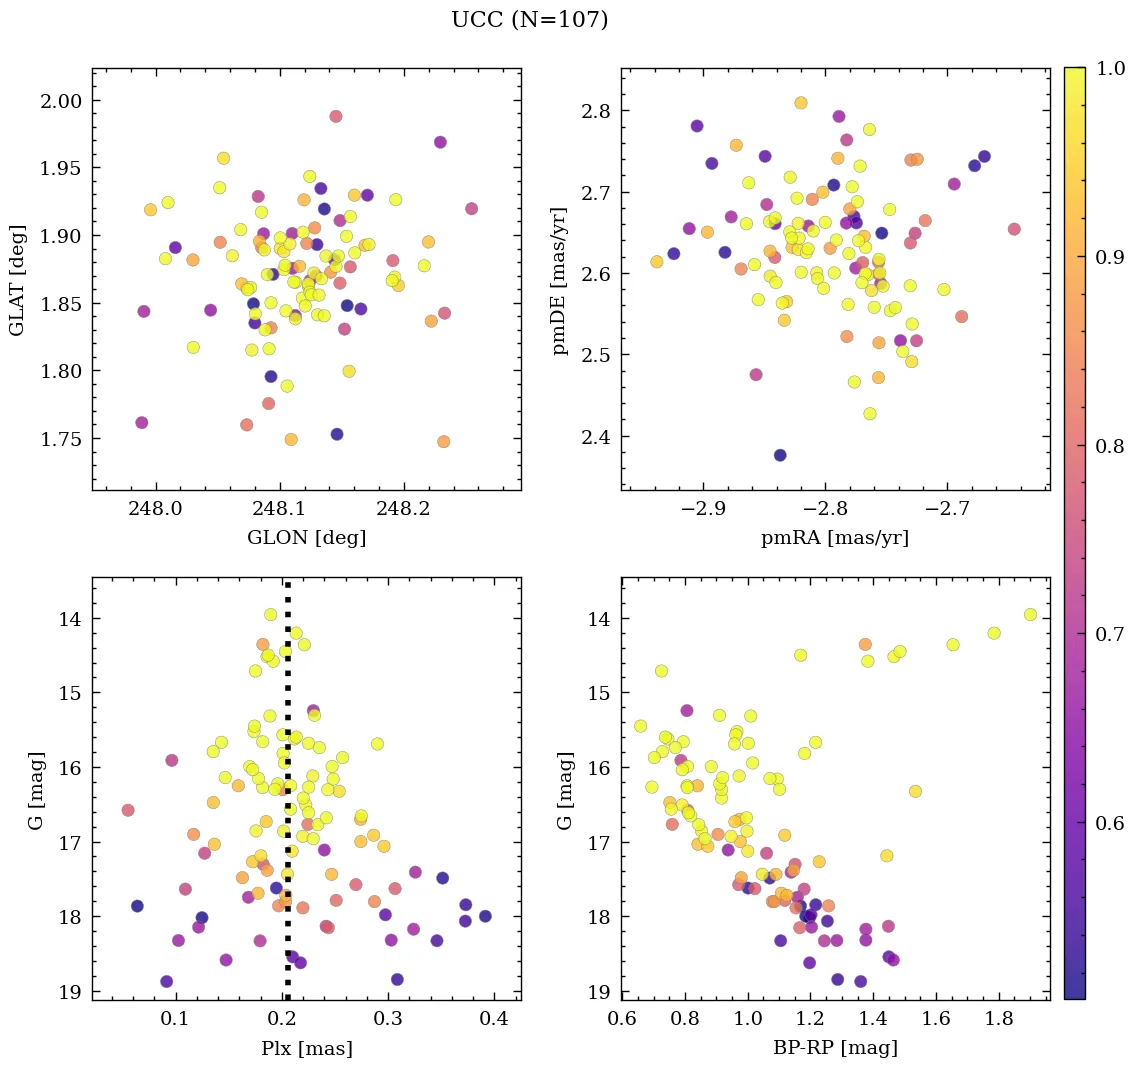 UCC (N=107)
2.00
1.95
1.90
1.85
1.80
1.75
GLAT [deg]
248.0 248.1 248.2
GLON [deg]
2.8
2.7
2.6
2.5
2.4
pmDE [mas/yr]
−2.9 −2.8 −2.7
pmRA [mas/yr]
14
15
16
17
18
19
G [mag]
0.1 0.2 0.3 0.4
Plx [mas]
14
15
16
17
18
19
G [mag]
0.6 0.8 1.0 1.2 1.4 1.6 1.8
BP-RP [mag]
1.0
0.9
0.8
0.7
0.6